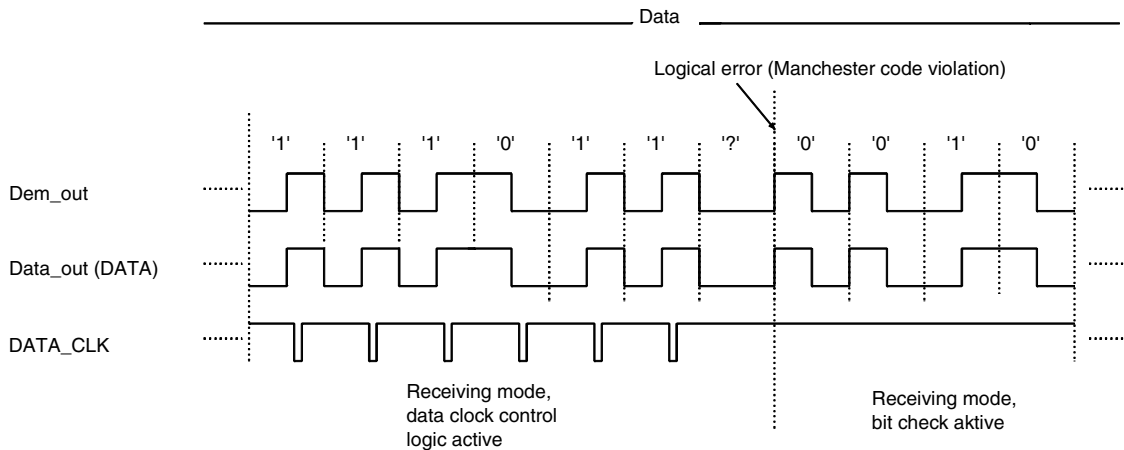 Data
Logical error (Manchester code violation)
'1' '1' '1' '0' '1' '1' '?' '0' '0' '1' '0'
Dem_out
Data_out (DATA)
DATA_CLK
Receiving mode,
data clock control
logic active
Receiving mode,
bit check aktive